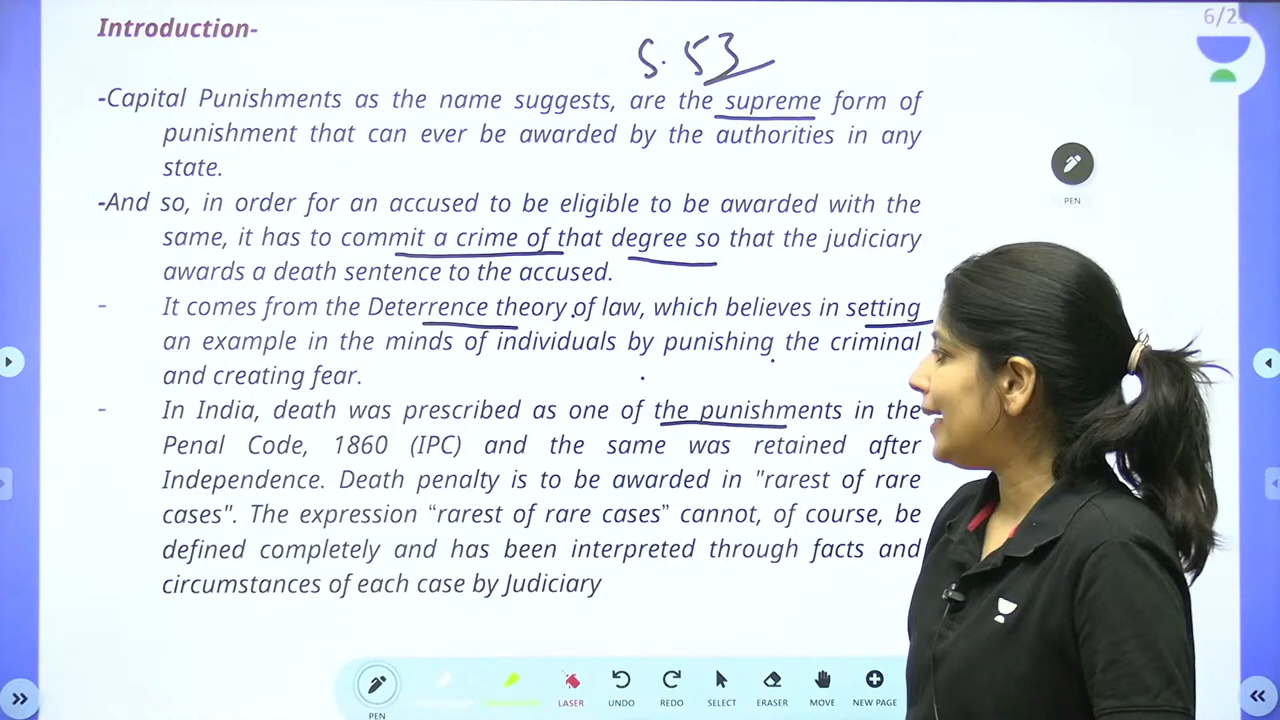 Introduction-
6/2
S. 53
-Capital Punishments as the name suggests, are the supreme form of
punishment that can ever be awarded by the authorities in any
state.
-And so, in order for an accused to be eligible to be awarded with the
same, it has to commit a crime of that degree so that the judiciary
awards a death sentence to the accused.
- It comes from the Deterrence theory of law, which believes in setting
an example in the minds of individuals by punishing the criminal
and creating fear.
- In India, death was prescribed as one of the punishments in the
Penal Code, 1860 (IPC) and the same was retained after
Independence. Death penalty is to be awarded in "rarest of rare
cases". The expression “rarest of rare cases” cannot, of course, be
defined completely and has been interpreted through facts and
circumstances of each case by Judiciary
PEN
PEN
LASER
UNDO
REDO
SELECT
ERASER
MOVE
NEW PAGE